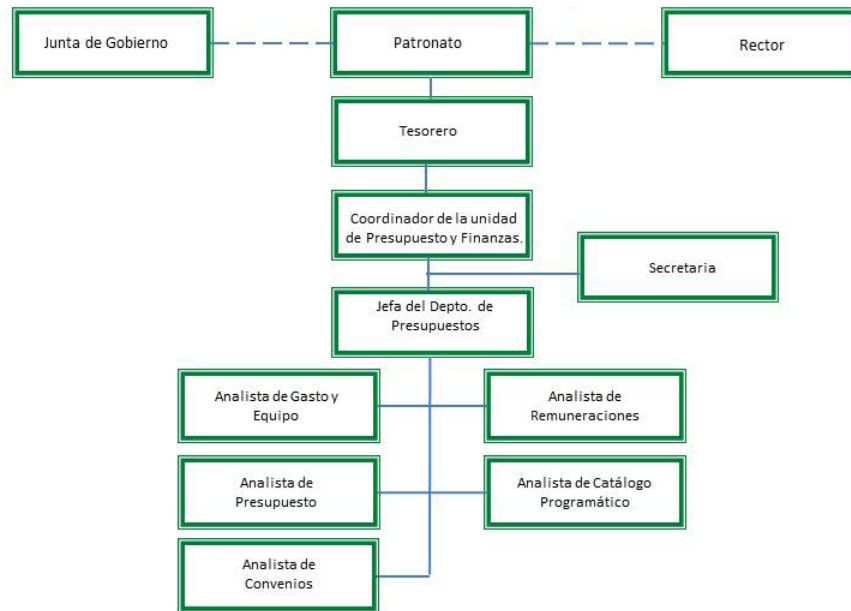 Junta de Gobierno
Patronato
Rector
Tesorero
Coordinador de la unidad
de Presupuesto y Finanzas.
Secretaria
Jefa del Depto. de
Presupuestos
Analista de Gasto y
Equipo
Analista de
Remuneraciones
Analista de
Presupuesto
Analista de Catálogo
Programático
Analista de
Convenios